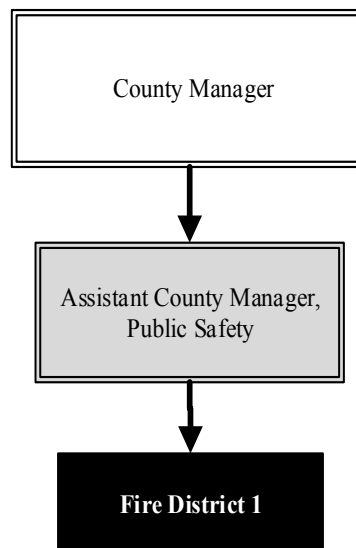 County Manager
Assistant County Manager,
Public Safety
Fire District 1